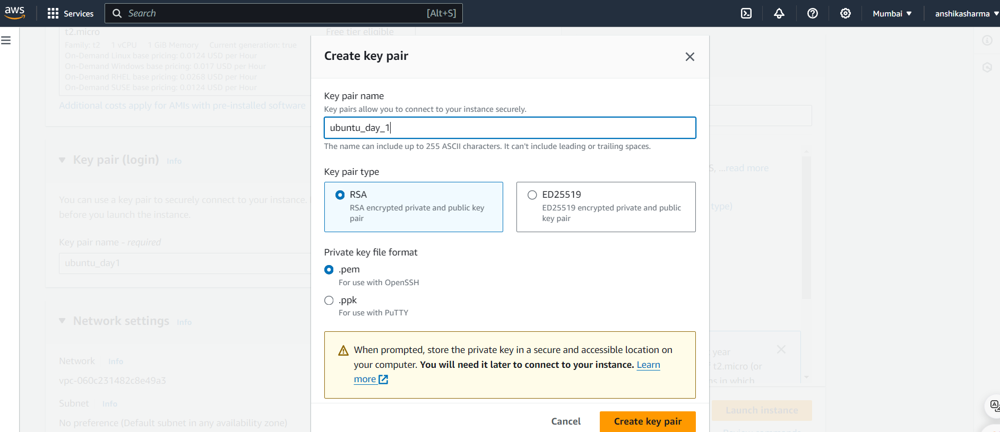 aws
Services
Search
[Alt+S]
Mumbai
anshikasharma
t2.micro
Free tier eligible
Family: t2 1 vCPU 1 GiB Memory Current generation: true
On-Demand Linux base pricing: 0.0124 USD per Hour
On-Demand Windows base pricing: 0.017 USD per Hour
On-Demand RHEL base pricing: 0.0268 USD per Hour
On-Demand SUSE base pricing: 0.0124 USD per Hour
Additional costs apply for AMIs with pre-installed software
Key pair (login) Info
You can use a key pair to securely connect to your instance.
before you launch the instance.
Key pair name - required
ubuntu_day1
Network settings Info
Network Info
vpc-060c231482c8e49a3
Subnet Info
No preference (Default subnet in any availability zone)
Create key pair
Key pair name
Key pairs allow you to connect to your instance securely.
ubuntu_day_1
The name can include up to 255 ASCII characters. It can't include leading or trailing spaces.
Key pair type
RSA
RSA encrypted private and public key
pair
ED25519
ED25519 encrypted private and public
key pair
Private key file format
.pem
For use with OpenSSH
.ppk
For use with PuTTY
When prompted, store the private key in a secure and accessible location on
your computer. You will need it later to connect to your instance. Learn
more
Cancel
Create key pair
S, ...read more
type)
year
t2.micro (or
in which
Launch instance